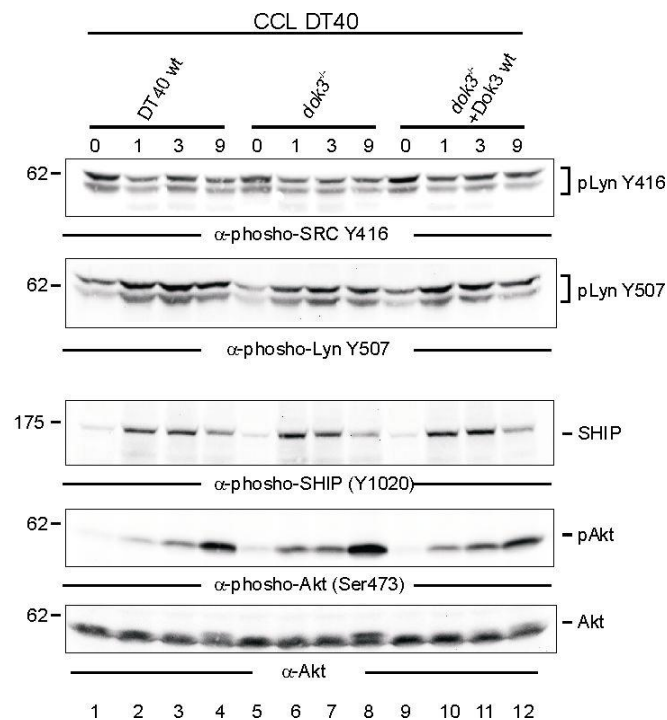 CCL DT40
DT40 wt
dok3-/-
dok3-/-
+Dok3 wt
0 1 3 9 0 1 3 9 0 1 3 9
62
pLyn Y416
α-phosho-SRC Y416
62
pLyn Y507
α-phosho-Lyn Y507
175
SHIP
α-phosho-SHIP (Y1020)
62
pAkt
α-phosho-Akt (Ser473)
62
Akt
α-Akt
1 2 3 4 5 6 7 8 9 10 11 12